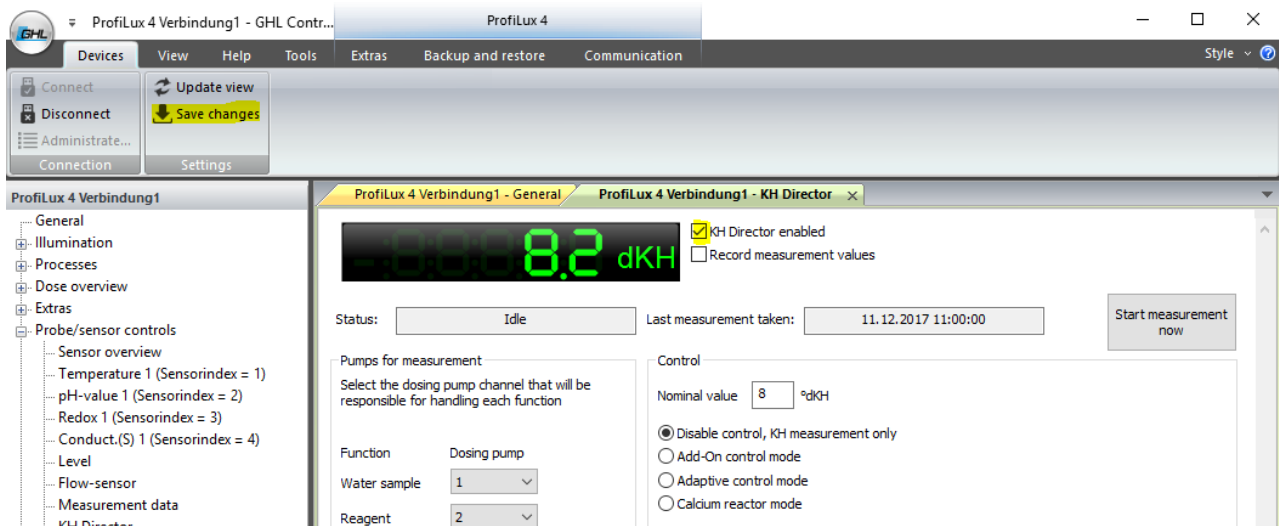 GHL
ProfiLux 4 Verbindung1 - GHL Contr...
ProfiLux 4
Devices View Help Tools Extras Backup and restore Communication Style
Connect
Disconnect
Administrate...
Connection
Update view
Save changes
Settings
ProfiLux 4 Verbindung1
General
Illumination
Processes
Dose overview
Extras
Probe/sensor controls
Sensor overview
Temperature 1 (Sensorindex = 1)
pH-value 1 (Sensorindex = 2)
Redox 1 (Sensorindex = 3)
Conduct.(S) 1 (Sensorindex = 4)
Level
Flow-sensor
Measurement data
KH Director
ProfiLux 4 Verbindung1 - General
ProfiLux 4 Verbindung1 - KH Director
8.2 dKH
KH Director enabled
Record measurement values
Status: Idle
Last measurement taken: 11.12.2017 11:00:00
Start measurement
now
Pumps for measurement
Select the dosing pump channel that will be
responsible for handling each function
Function Dosing pump
Water sample 1
Reagent 2
Control
Nominal value 8 °dKH
Disable control, KH measurement only
Add-On control mode
Adaptive control mode
Calcium reactor mode